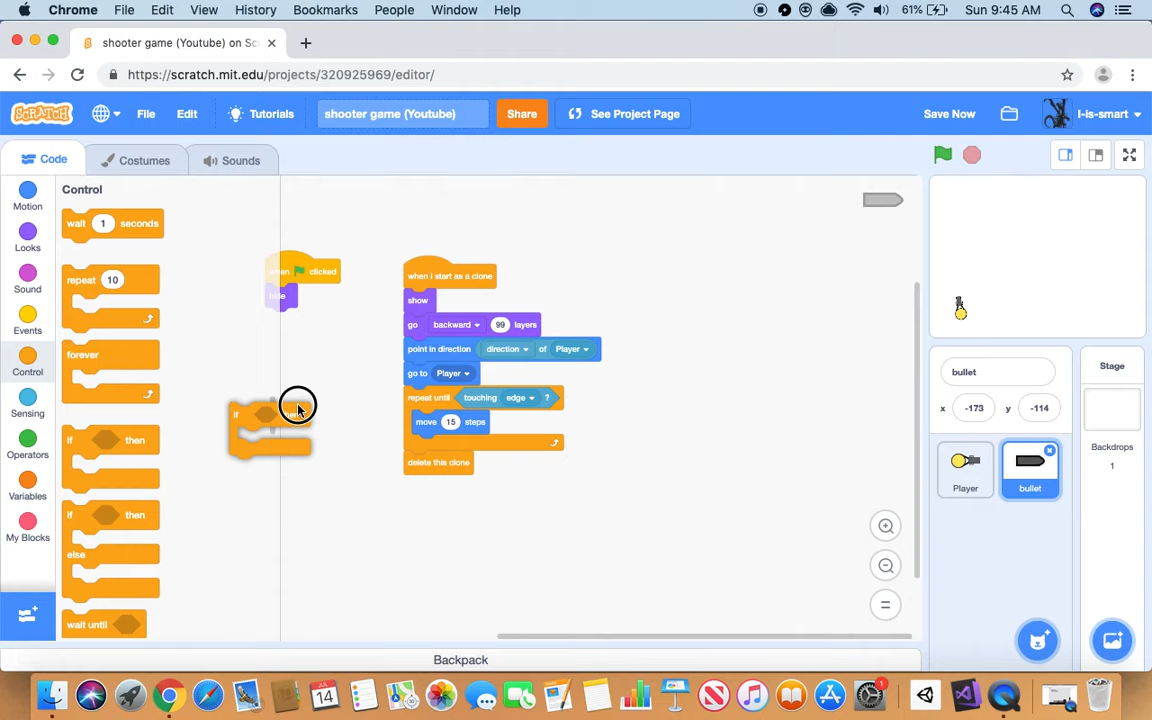 Chrome File Edit View History Bookmarks People Window Help 61% Sun 9:45 AM
shooter game (Youtube) on Sc
https://scratch.mit.edu/projects/320925969/editor/
SCRATCH File Edit Tutorials shooter game (Youtube) Share See Project Page Save Now I-is-smart
Code Costumes Sounds
Motion
Looks
Sound
Events
Control
Sensing
Operators
Variables
My Blocks
Control
wait 1 seconds
repeat 10
forever
if then
if then
else
wait until
when clicked
hide
if
when I start as a clone
show
go backward 99 layers
point in direction direction of Player
go to Player
repeat until touching edge ?
move 15 steps
delete this clone
bullet
x -173 y -114
Player
bullet
Stage
Backdrops
1
Backpack
JUL
14
1